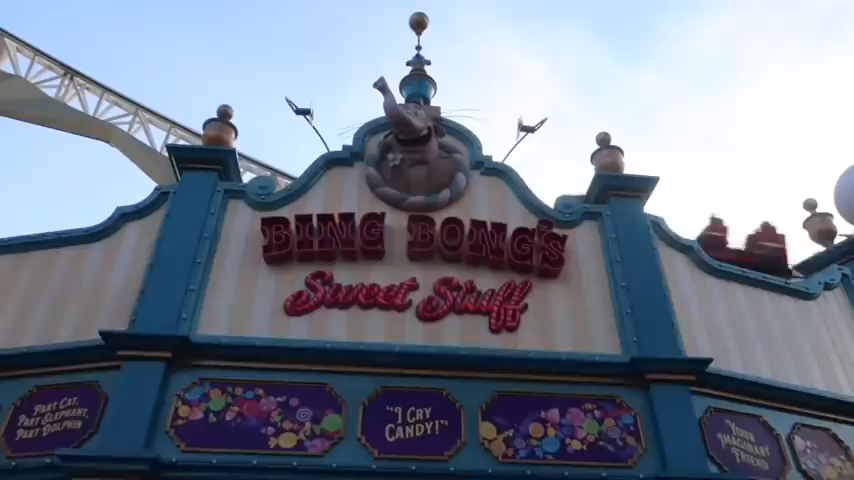 BING BONG'S
Sweet Stuff
PART CAT,
PART ELEPHANT,
PART DOLPHIN
"I CRY
CANDY!"
YOUR
IMAGINARY
FRIEND